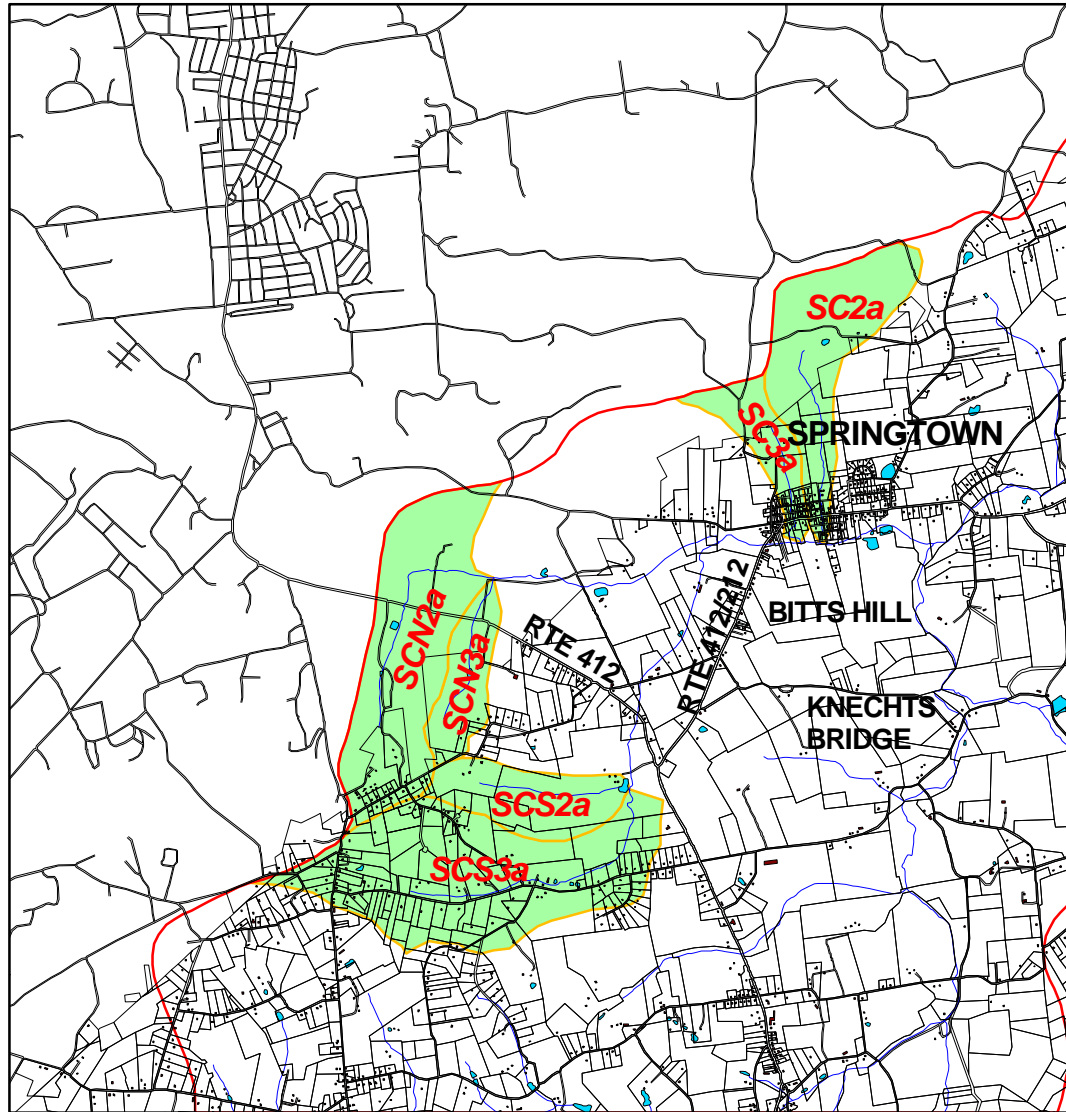 SC2a
SC3a
SPRINGTOWN
SCN2a
SCN3a
RTE 412
RTE 412/212
BITTS HILL
KNECHTS
BRIDGE
SCS2a
SCS3a